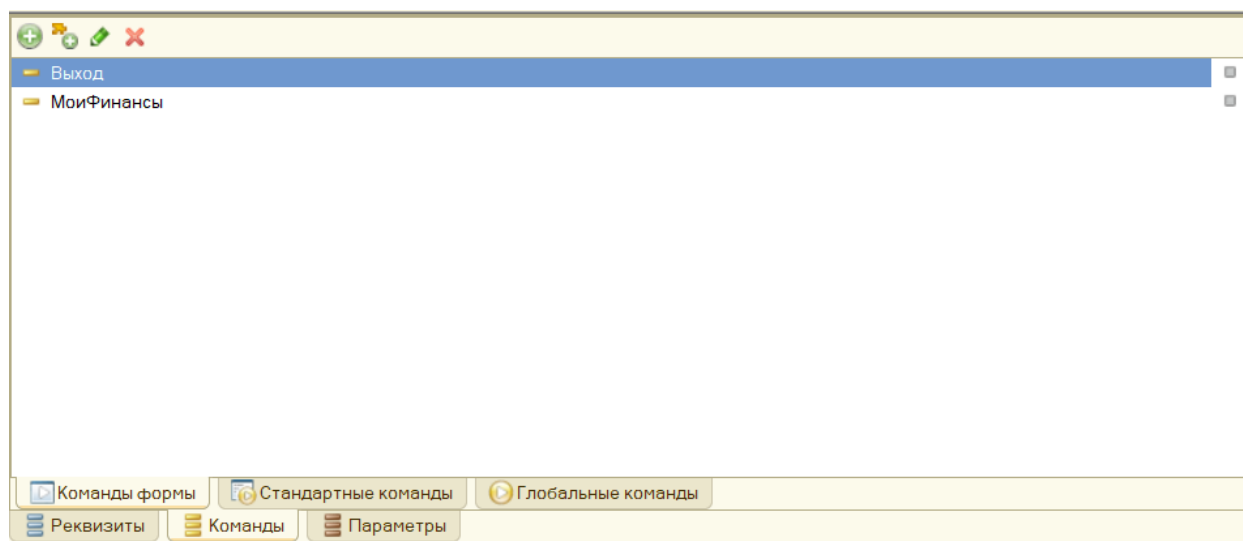 Выход
МоиФинансы
Команды формы Стандартные команды Глобальные команды
Реквизиты Команды Параметры